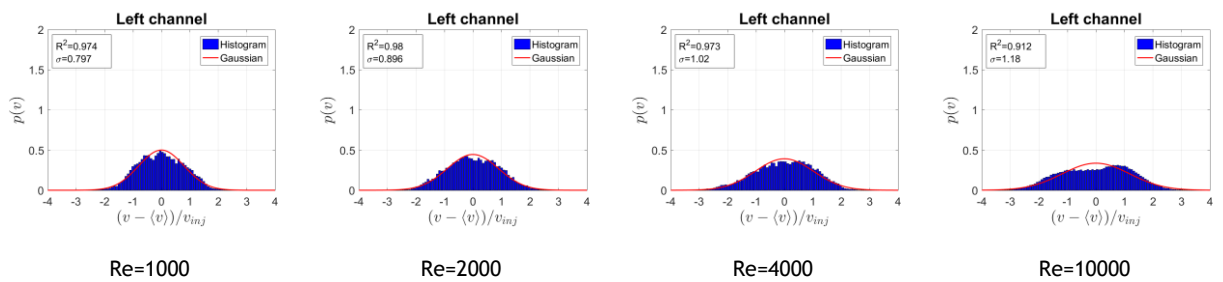 Left channel
R²=0.974
σ=0.797
Histogram
Gaussian
2
1.5
1
0.5
0
p(v)
-4 -3 -2 -1 0 1 2 3 4
(v − ⟨v⟩)/v_inj
Re=1000
Left channel
R²=0.98
σ=0.896
Histogram
Gaussian
2
1.5
1
0.5
0
p(v)
-4 -3 -2 -1 0 1 2 3 4
(v − ⟨v⟩)/v_inj
Re=2000
Left channel
R²=0.973
σ=1.02
Histogram
Gaussian
2
1.5
1
0.5
0
p(v)
-4 -3 -2 -1 0 1 2 3 4
(v − ⟨v⟩)/v_inj
Re=4000
Left channel
R²=0.912
σ=1.18
Histogram
Gaussian
2
1.5
1
0.5
0
p(v)
-4 -3 -2 -1 0 1 2 3 4
(v − ⟨v⟩)/v_inj
Re=10000